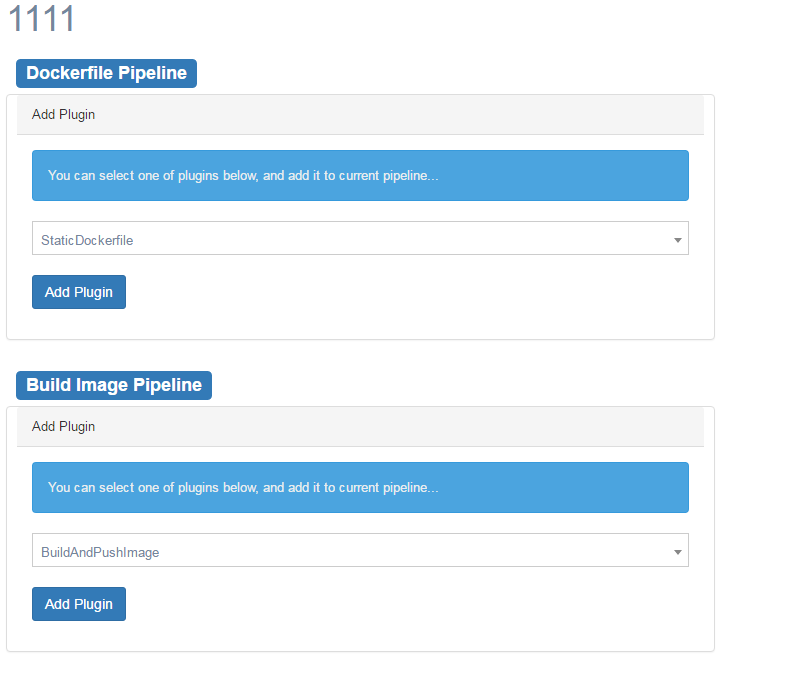 1111
Dockerfile Pipeline
Add Plugin
You can select one of plugins below, and add it to current pipeline...
StaticDockerfile
Add Plugin
Build Image Pipeline
Add Plugin
You can select one of plugins below, and add it to current pipeline...
BuildAndPushImage
Add Plugin